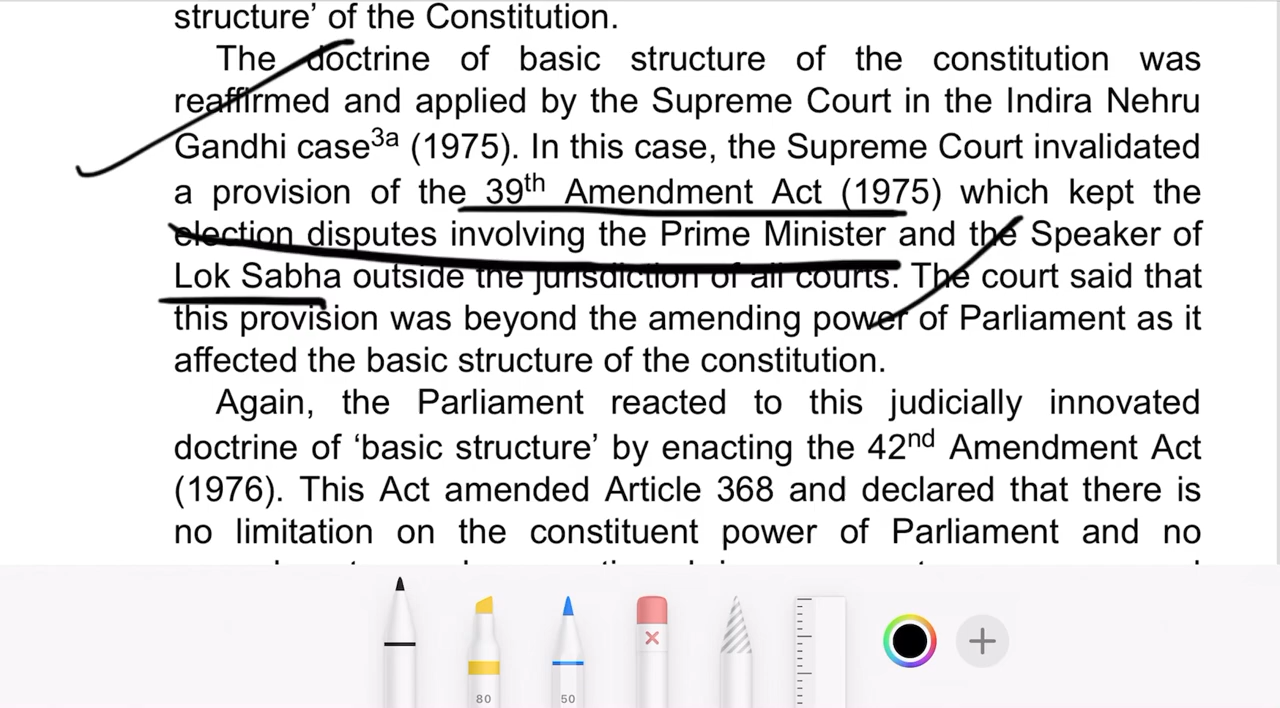 structure’ of the Constitution.
The doctrine of basic structure of the constitution was
reaffirmed and applied by the Supreme Court in the Indira Nehru
Gandhi case3a (1975). In this case, the Supreme Court invalidated
a provision of the 39th Amendment Act (1975) which kept the
election disputes involving the Prime Minister and the Speaker of
Lok Sabha outside the jurisdiction of all courts. The court said that
this provision was beyond the amending power of Parliament as it
affected the basic structure of the constitution.
Again, the Parliament reacted to this judicially innovated
doctrine of ‘basic structure’ by enacting the 42nd Amendment Act
(1976). This Act amended Article 368 and declared that there is
no limitation on the constituent power of Parliament and no
80 50